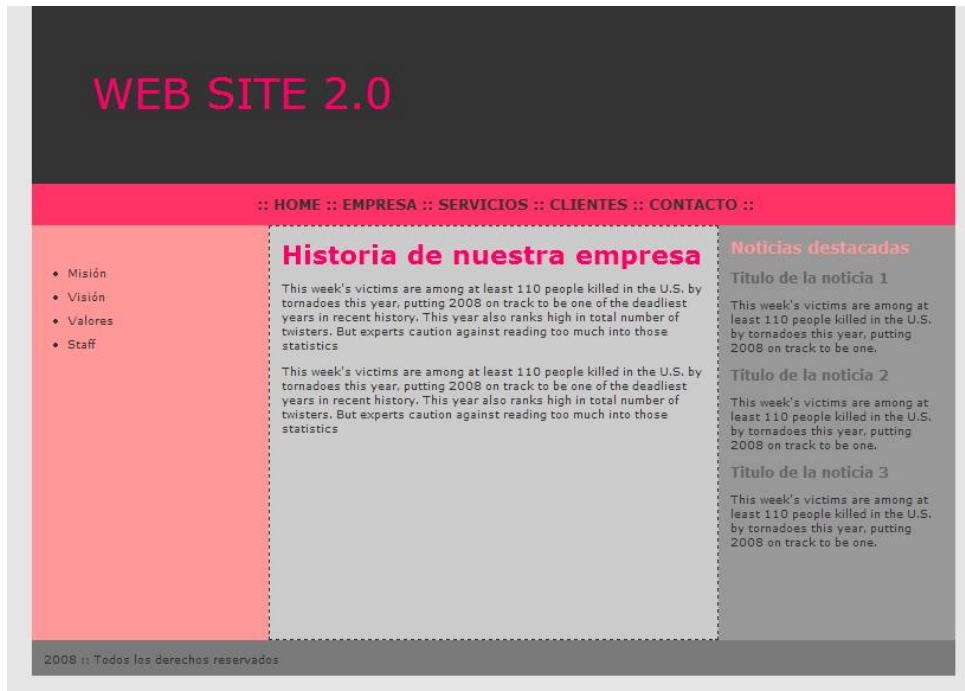 WEB SITE 2.0
:: HOME :: EMPRESA :: SERVICIOS :: CLIENTES :: CONTACTO ::
• Misión
• Visión
• Valores
• Staff
Historia de nuestra empresa
This week's victims are among at least 110 people killed in the U.S. by
tornadoes this year, putting 2008 on track to be one of the deadliest
years in recent history. This year also ranks high in total number of
twisters. But experts caution against reading too much into those
statistics
This week's victims are among at least 110 people killed in the U.S. by
tornadoes this year, putting 2008 on track to be one of the deadliest
years in recent history. This year also ranks high in total number of
twisters. But experts caution against reading too much into those
statistics
Noticias destacadas
Titulo de la noticia 1
This week's victims are among at
least 110 people killed in the U.S.
by tornadoes this year, putting
2008 on track to be one.
Titulo de la noticia 2
This week's victims are among at
least 110 people killed in the U.S.
by tornadoes this year, putting
2008 on track to be one.
Titulo de la noticia 3
This week's victims are among at
least 110 people killed in the U.S.
by tornadoes this year, putting
2008 on track to be one.
2008 :: Todos los derechos reservados